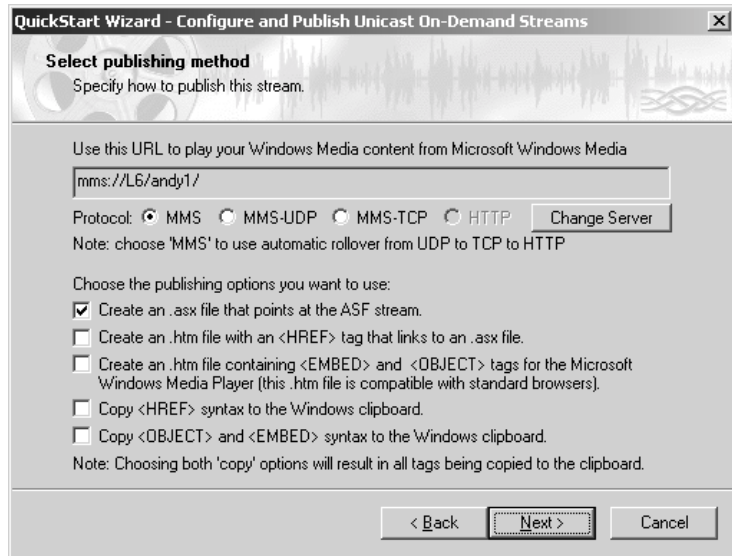 QuickStart Wizard - Configure and Publish Unicast On-Demand Streams
Select publishing method
Specify how to publish this stream.
Use this URL to play your Windows Media content from Microsoft Windows Media
mms://L6/andy1/
Protocol: MMS MMS-UDP MMS-TCP HTTP Change Server
Note: choose 'MMS' to use automatic rollover from UDP to TCP to HTTP
Choose the publishing options you want to use:
Create an .asx file that points at the ASF stream.
Create an .htm file with an <HREF> tag that links to an .asx file.
Create an .htm file containing <EMBED> and <OBJECT> tags for the Microsoft
Windows Media Player (this .htm file is compatible with standard browsers).
Copy <HREF> syntax to the Windows clipboard.
Copy <OBJECT> and <EMBED> syntax to the Windows clipboard.
Note: Choosing both 'copy' options will result in all tags being copied to the clipboard.
< Back Next > Cancel